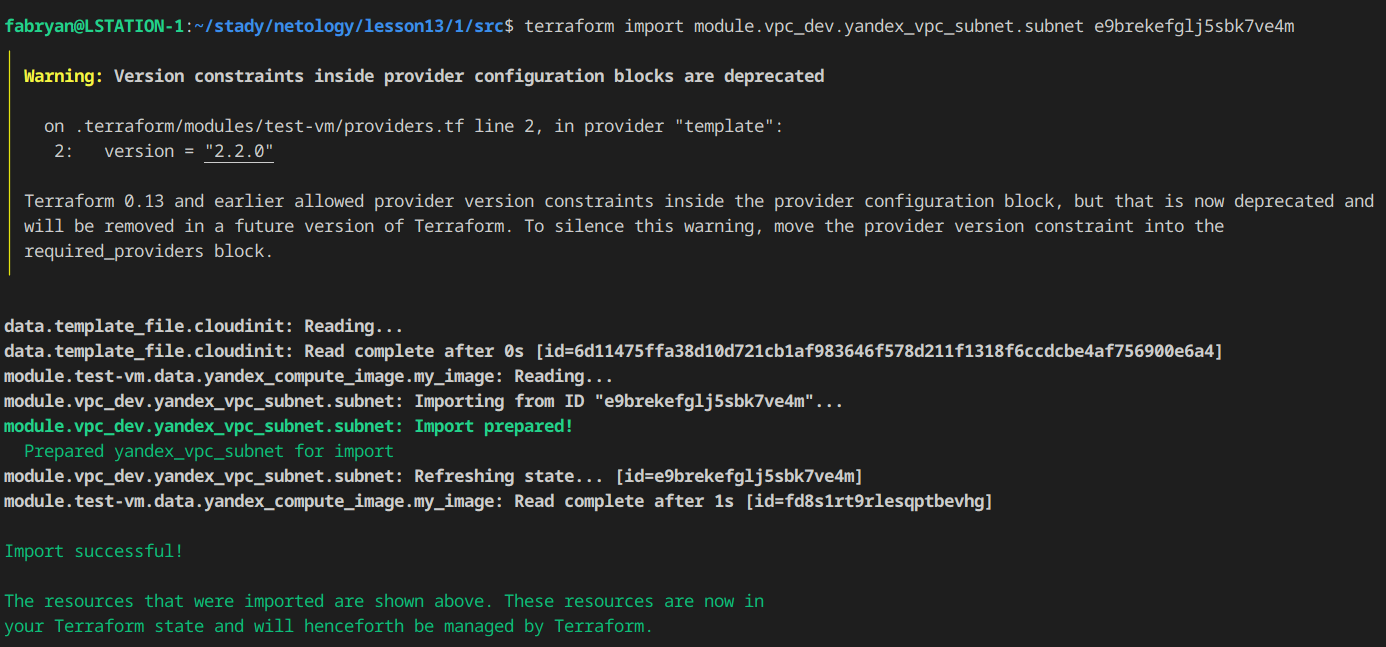 fabryan@LSTATION-1:~/stady/netology/lesson13/1/src$ terraform import module.vpc_dev.yandex_vpc_subnet.subnet e9brekefglj5sbk7ve4m
Warning: Version constraints inside provider configuration blocks are deprecated
on .terraform/modules/test-vm/providers.tf line 2, in provider "template":
2: version = "2.2.0"
Terraform 0.13 and earlier allowed provider version constraints inside the provider configuration block, but that is now deprecated and
will be removed in a future version of Terraform. To silence this warning, move the provider version constraint into the
required_providers block.
data.template_file.cloudinit: Reading...
data.template_file.cloudinit: Read complete after 0s [id=6d11475ffa38d10d721cb1af983646f578d211f1318f6ccdcbe4af756900e6a4]
module.test-vm.data.yandex_compute_image.my_image: Reading...
module.vpc_dev.yandex_vpc_subnet.subnet: Importing from ID "e9brekefglj5sbk7ve4m"...
module.vpc_dev.yandex_vpc_subnet.subnet: Import prepared!
Prepared yandex_vpc_subnet for import
module.vpc_dev.yandex_vpc_subnet.subnet: Refreshing state... [id=e9brekefglj5sbk7ve4m]
module.test-vm.data.yandex_compute_image.my_image: Read complete after 1s [id=fd8s1rt9rlesqptbevhg]
Import successful!
The resources that were imported are shown above. These resources are now in
your Terraform state and will henceforth be managed by Terraform.